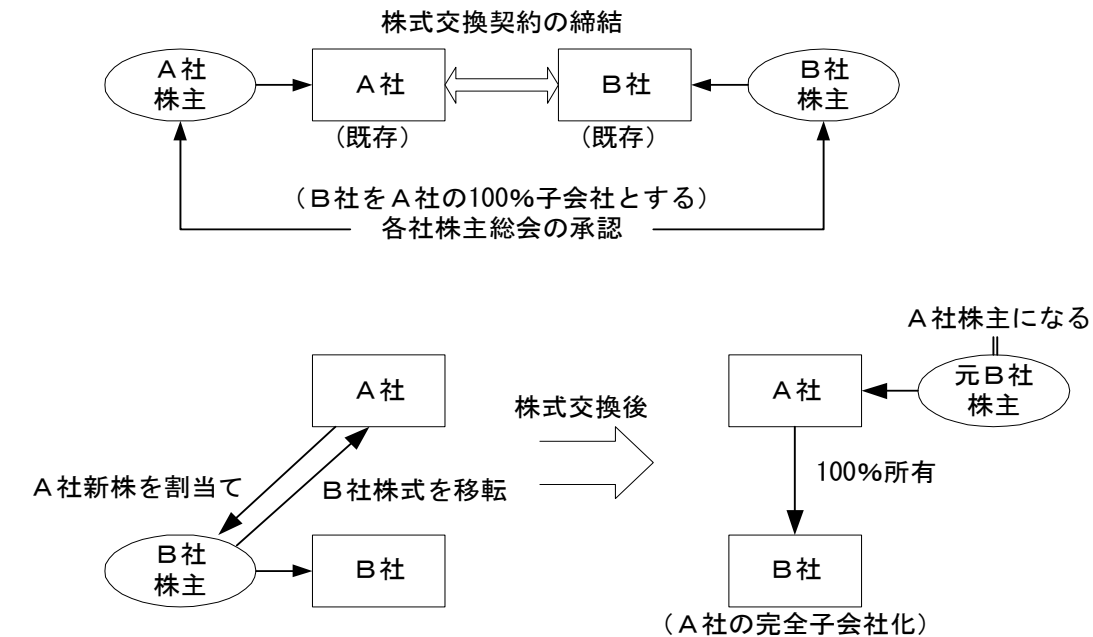 株式交換契約の締結
A社
株主
A社
B社
B社
株主
(既存)
(既存)
(B社をA社の100%子会社とする)
各社株主総会の承認
A社株主になる
A社
株式交換後
A社
元B社
株主
A社新株を割当て
B社株式を移転
100%所有
B社
株主
B社
B社
(A社の完全子会社化)